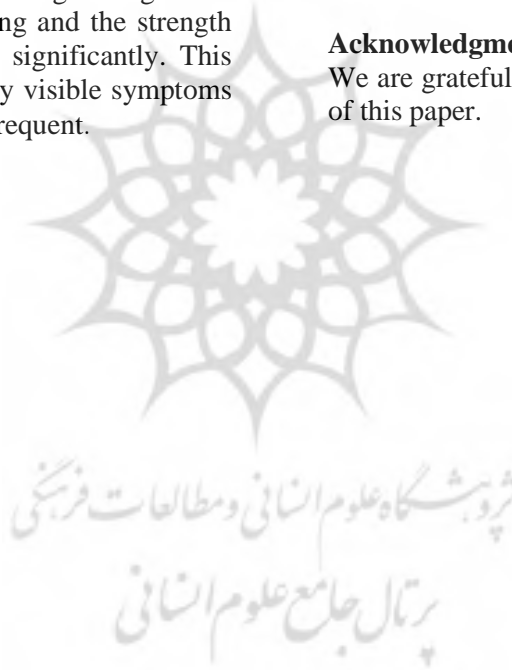 ng and the strength
significantly. This
y visible symptoms
requent.
Acknowledgme
We are grateful
of this paper.
پژوهشگاه علوم انسانی و مطالعات فرهنگی
پرتال جامع علوم انسانی